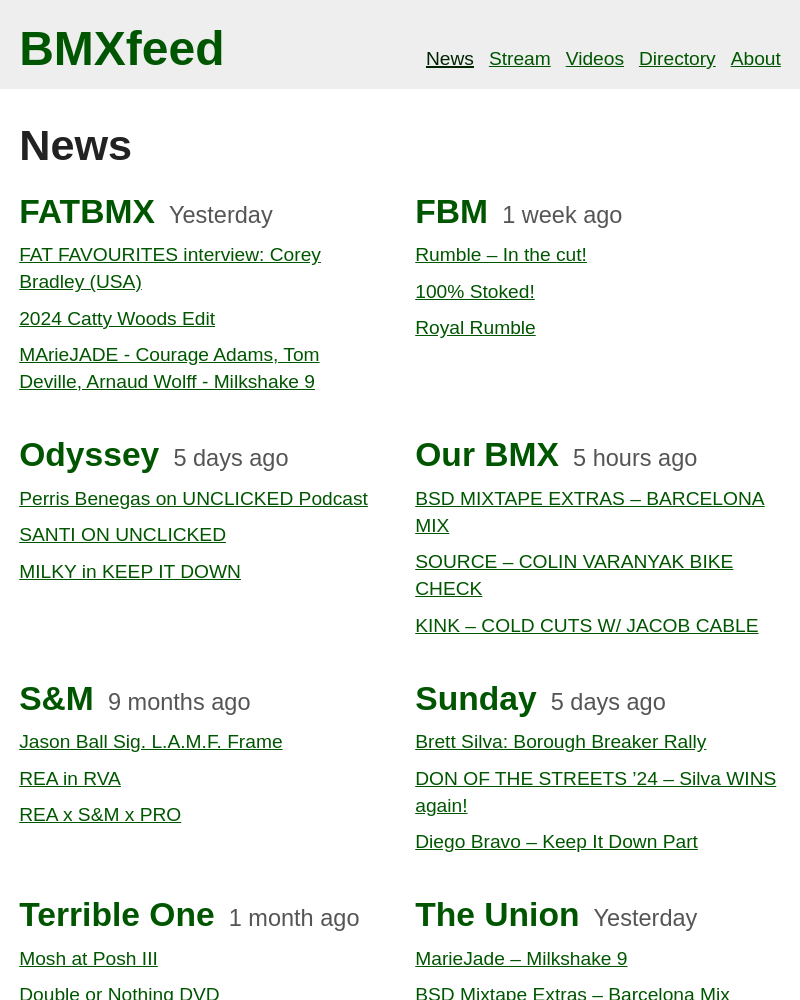 BMXfeed
News Stream Videos Directory About
News
FATBMX Yesterday
FAT FAVOURITES interview: Corey
Bradley (USA)
2024 Catty Woods Edit
MArieJADE - Courage Adams, Tom
Deville, Arnaud Wolff - Milkshake 9
FBM 1 week ago
Rumble – In the cut!
100% Stoked!
Royal Rumble
Odyssey 5 days ago
Perris Benegas on UNCLICKED Podcast
SANTI ON UNCLICKED
MILKY in KEEP IT DOWN
Our BMX 5 hours ago
BSD MIXTAPE EXTRAS – BARCELONA
MIX
SOURCE – COLIN VARANYAK BIKE
CHECK
KINK – COLD CUTS W/ JACOB CABLE
S&M 9 months ago
Jason Ball Sig. L.A.M.F. Frame
REA in RVA
REA x S&M x PRO
Sunday 5 days ago
Brett Silva: Borough Breaker Rally
DON OF THE STREETS ’24 – Silva WINS
again!
Diego Bravo – Keep It Down Part
Terrible One 1 month ago
Mosh at Posh III
Double or Nothing DVD
The Union Yesterday
MarieJade – Milkshake 9
BSD Mixtape Extras – Barcelona Mix